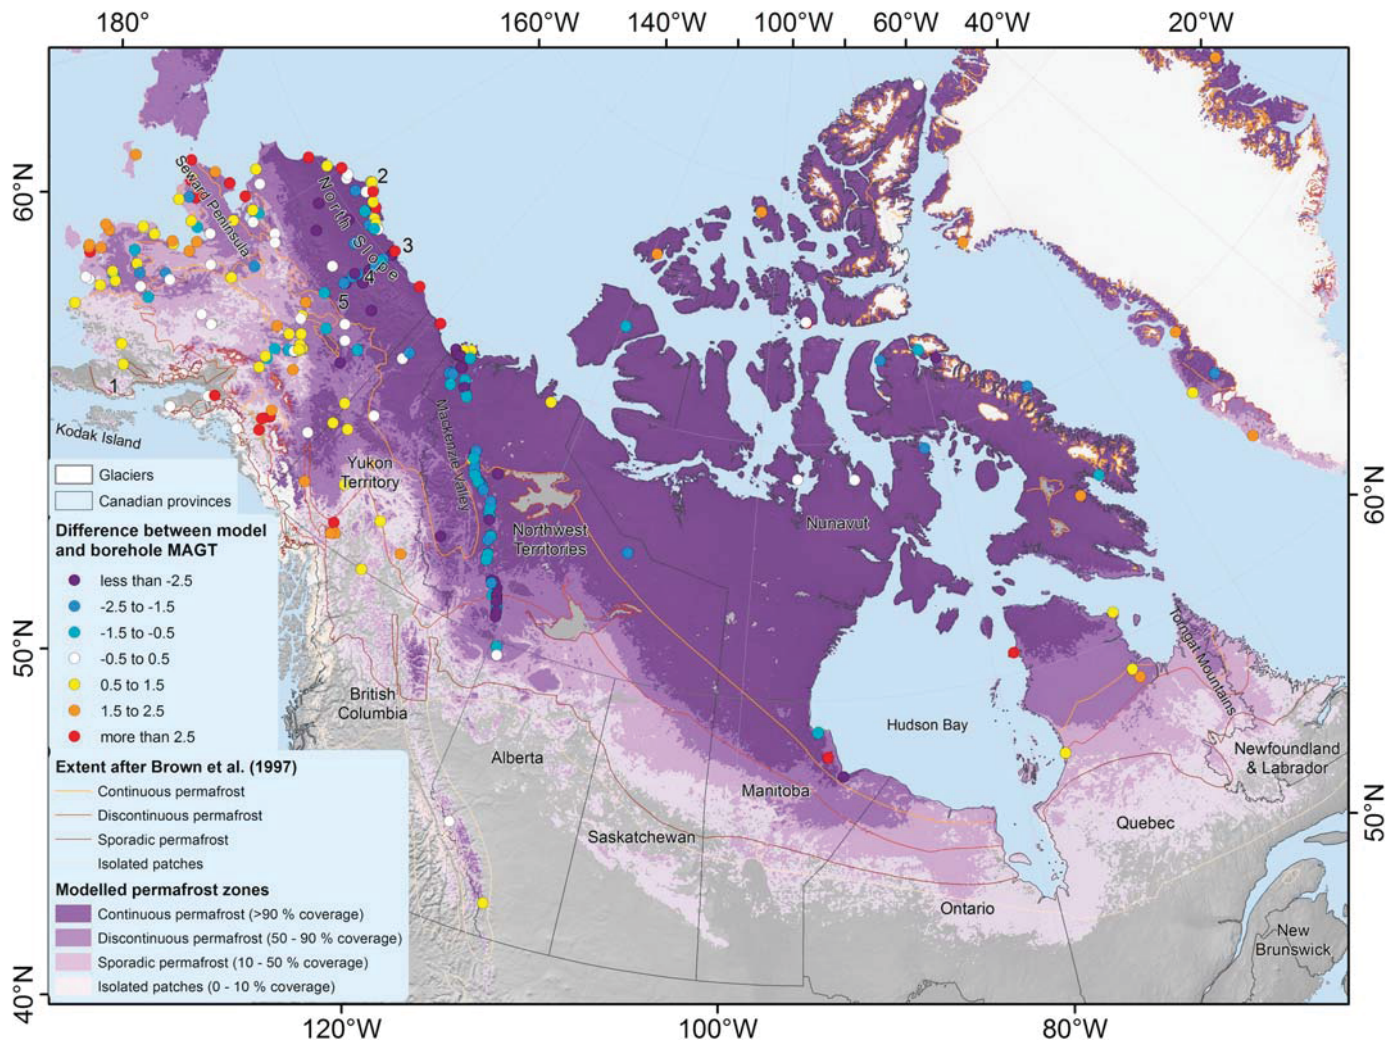 180°
160°W
140°W
100°W
60°W
40°W
20°W
60°N
50°N
40°N
60°N
50°N
120°W
100°W
80°W
Seward Peninsula
North Slope
2
3
4
5
1
Kodak Island
Mackenzie Valley
Yukon
Territory
Northwest
Territories
Nunavut
British
Columbia
Alberta
Saskatchewan
Manitoba
Hudson Bay
Ontario
Quebec
Torngat Mountains
Newfoundland
& Labrador
New
Brunswick
Glaciers
Canadian provinces
Difference between model
and borehole MAGT
less than -2.5
-2.5 to -1.5
-1.5 to -0.5
-0.5 to 0.5
0.5 to 1.5
1.5 to 2.5
more than 2.5
Extent after Brown et al. (1997)
Continuous permafrost
Discontinuous permafrost
Sporadic permafrost
Isolated patches
Modelled permafrost zones
Continuous permafrost (>90 % coverage)
Discontinuous permafrost (50 - 90 % coverage)
Sporadic permafrost (10 - 50 % coverage)
Isolated patches (0 - 10 % coverage)